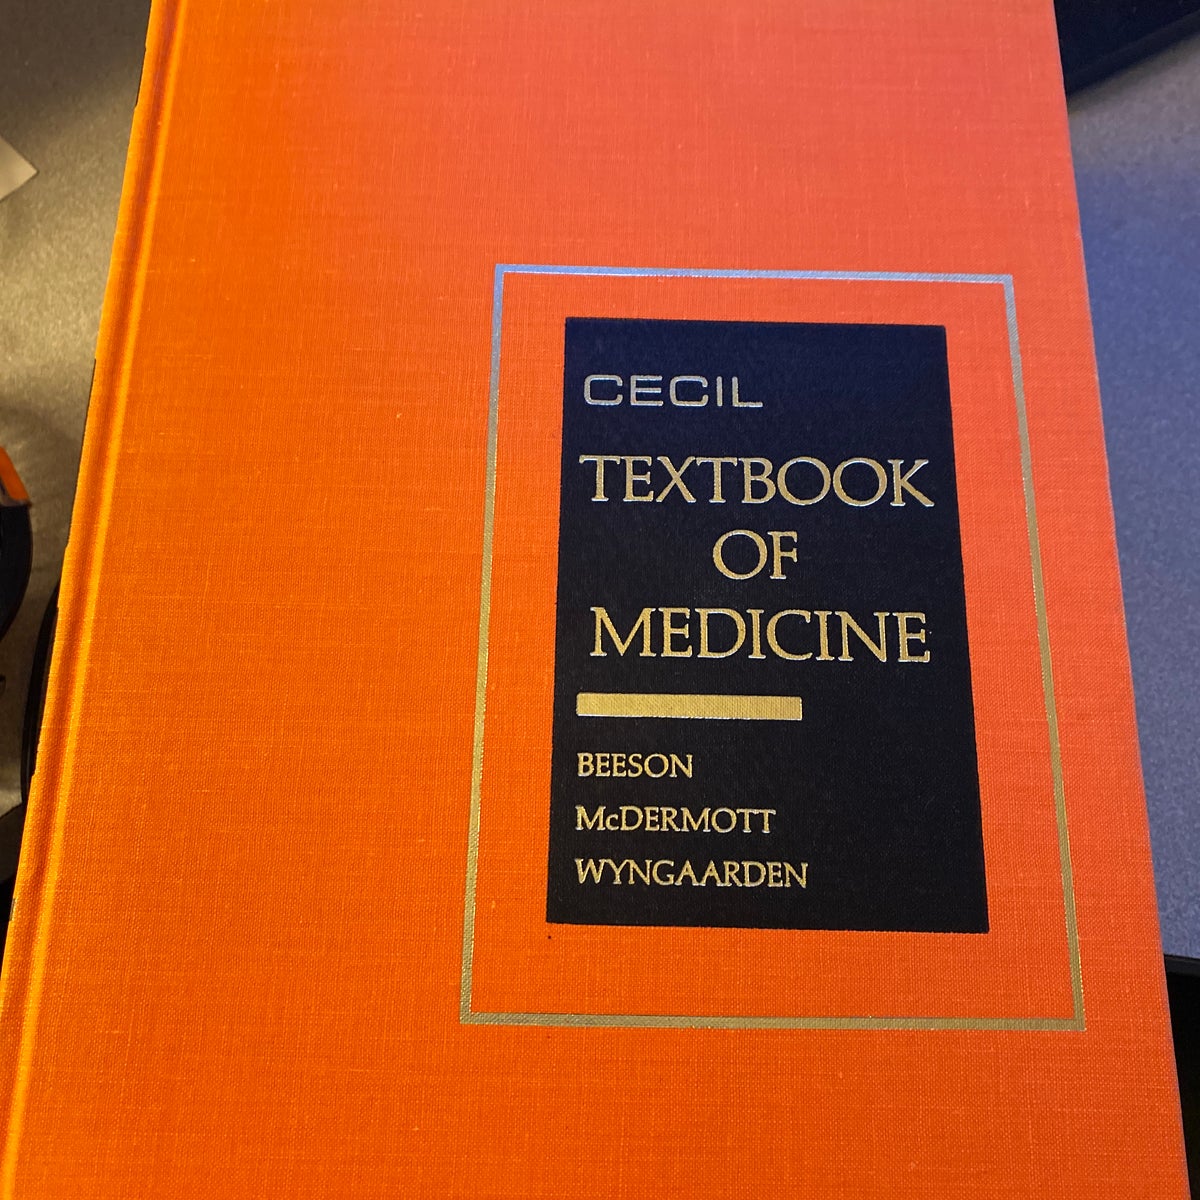 CECIL
TEXTBOOK
OF
MEDICINE
BEESON
McDERMOTT
WYNGAARDEN